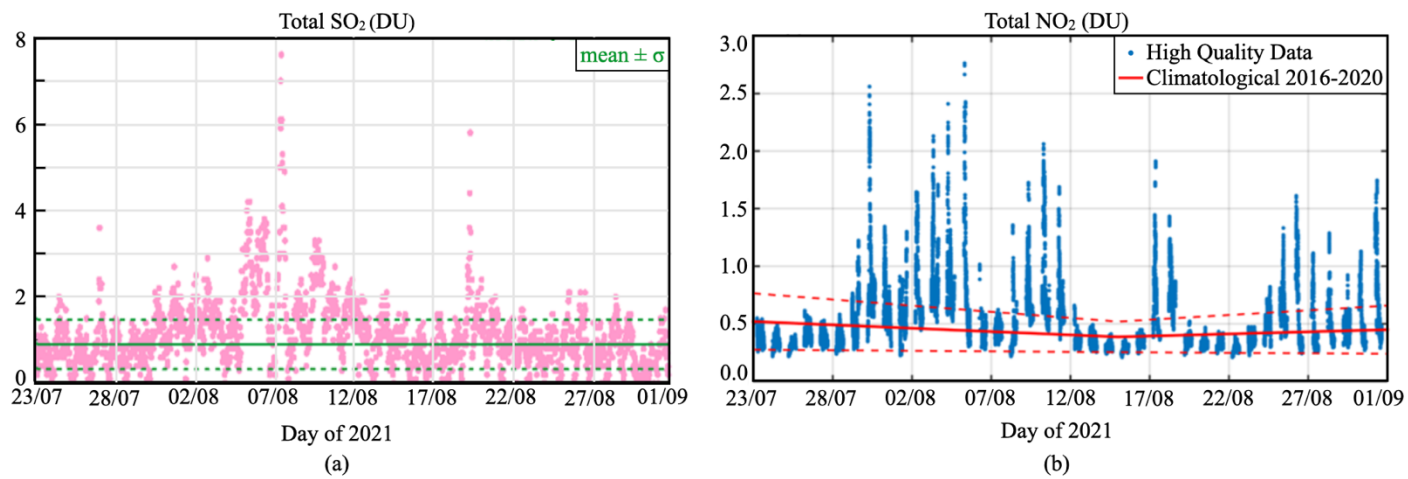 Total SO₂ (DU)
8
6
4
2
0
mean ± σ
23/07 28/07 02/08 07/08 12/08 17/08 22/08 27/08 01/09
Day of 2021
(a)
Total NO₂ (DU)
3.0
2.5
2.0
1.5
1.0
0.5
0.0
High Quality Data
Climatological 2016-2020
23/07 28/07 02/08 07/08 12/08 17/08 22/08 27/08 01/09
Day of 2021
(b)